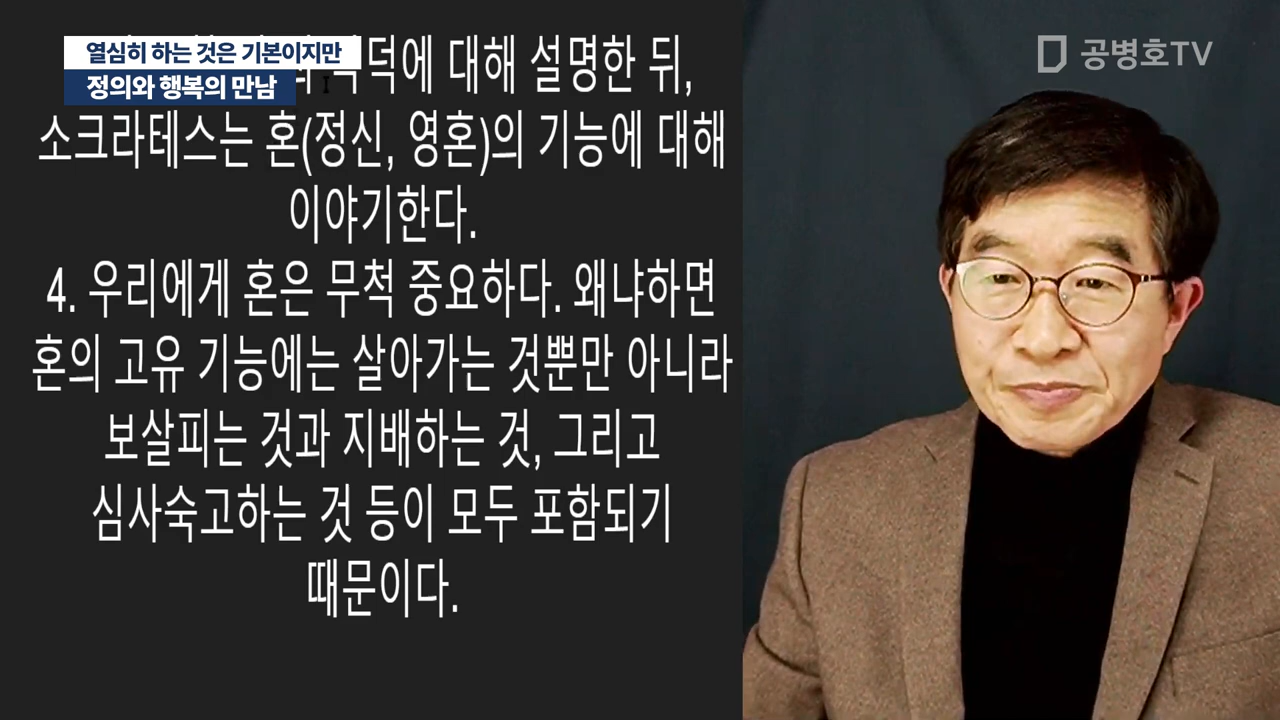 열심히 하는 것은 기본이지만
정의와 행복의 만남
덕에 대해 설명한 뒤,
소크라테스는 혼(정신, 영혼)의 기능에 대해
이야기한다.
4. 우리에게 혼은 무척 중요하다. 왜냐하면
혼의 고유 기능에는 살아가는 것뿐만 아니라
보살피는 것과 지배하는 것, 그리고
심사숙고하는 것 등이 모두 포함되기
때문이다.
공병호TV